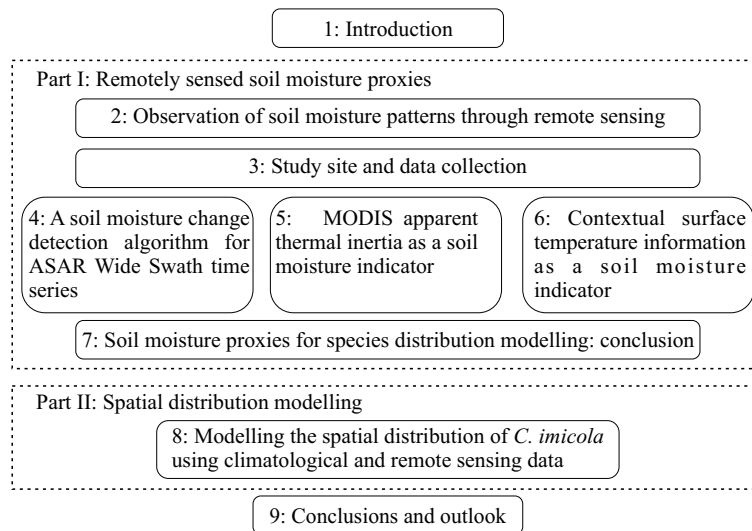 1: Introduction
Part I: Remotely sensed soil moisture proxies
2: Observation of soil moisture patterns through remote sensing
3: Study site and data collection
4: A soil moisture change
detection algorithm for
ASAR Wide Swath time
series
5: MODIS apparent
thermal inertia as a soil
moisture indicator
6: Contextual surface
temperature information
as a soil moisture
indicator
7: Soil moisture proxies for species distribution modelling: conclusion
Part II: Spatial distribution modelling
8: Modelling the spatial distribution of C. imicola
using climatological and remote sensing data
9: Conclusions and outlook